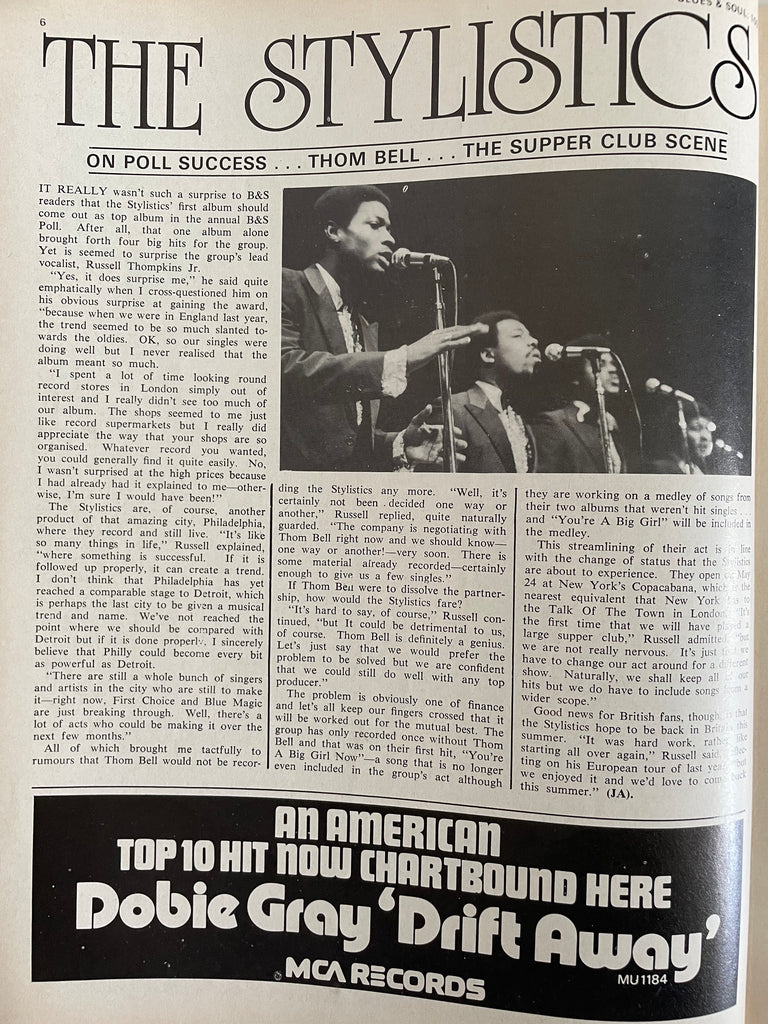 6
BLUES & SOUL
THE STYLISTICS
ON POLL SUCCESS . . . THOM BELL . . . THE SUPPER CLUB SCENE
IT REALLY wasn't such a surprise to B&S
readers that the Stylistics' first album should
come out as top album in the annual B&S
Poll. After all, that one album alone
brought forth four big hits for the group.
Yet is seemed to surprise the group's lead
vocalist, Russell Thompkins Jr.
"Yes, it does surprise me," he said quite
emphatically when I cross-questioned him on
his obvious surprise at gaining the award,
"because when we were in England last year,
the trend seemed to be so much slanted to-
wards the oldies. OK, so our singles were
doing well but I never realised that the
album meant so much.
"I spent a lot of time looking round
record stores in London simply out of
interest and I really didn't see too much of
our album. The shops seemed to me just
like record supermarkets but I really did
appreciate the way that your shops are so
organised. Whatever record you wanted,
you could generally find it quite easily. No,
I wasn't surprised at the high prices because
I had already had it explained to me—other-
wise, I'm sure I would have been!"
The Stylistics are, of course, another
product of that amazing city, Philadelphia,
where they record and still live. "It's like
so many things in life," Russell explained,
"where something is successful. If it is
followed up properly, it can create a trend.
I don't think that Philadelphia has yet
reached a comparable stage to Detroit, which
is perhaps the last city to be given a musical
trend and name. We've not reached the
point where we should be compared with
Detroit but if it is done properly, I sincerely
believe that Philly could become every bit
as powerful as Detroit.
"There are still a whole bunch of singers
and artists in the city who are still to make
it—right now, First Choice and Blue Magic
are just breaking through. Well, there's a
lot of acts who could be making it over the
next few months."
All of which brought me tactfully to
rumours that Thom Bell would not be recor-
ding the Stylistics any more. "Well, it's
certainly not been decided one way or
another," Russell replied, quite naturally
guarded. "The company is negotiating with
Thom Bell right now and we should know—
one way or another!—very soon. There is
some material already recorded—certainly
enough to give us a few singles."
If Thom Bell were to dissolve the partner-
ship, how would the Stylistics fare?
"It's hard to say, of course," Russell con-
tinued, "but It could be detrimental to us,
of course. Thom Bell is definitely a genius.
Let's just say that we would prefer the
problem to be solved but we are confident
that we could still do well with any top
producer."
The problem is obviously one of finance
and let's all keep our fingers crossed that it
will be worked out for the mutual best. The
group has only recorded once without Thom
Bell and that was on their first hit, "You're
A Big Girl Now"—a song that is no longer
even included in the group's act although
they are working on a medley of songs from
their two albums that weren't hit singles . . .
and "You're A Big Girl" will be included in
the medley.
This streamlining of their act is in line
with the change of status that the Stylistics
are about to experience. They open on May
24 at New York's Copacabana, which is the
nearest equivalent that New York has to
the Talk Of The Town in London. "It's
the first time that we will have played a
large supper club," Russell admitted, "but
we are not really nervous. It's just that we
have to change our act around for a different
show. Naturally, we shall keep all of our
hits but we do have to include songs from a
wider scope."
Good news for British fans, though, is that
the Stylistics hope to be back in Britain this
summer. "It was hard work, rather like
starting all over again," Russell said, reflec-
ting on his European tour of last year, "but
we enjoyed it and we'd love to come back
this summer." (JA).
AN AMERICAN
TOP 10 HIT NOW CHARTBOUND HERE
Dobie Gray 'Drift Away'
MCA RECORDS
MU1184